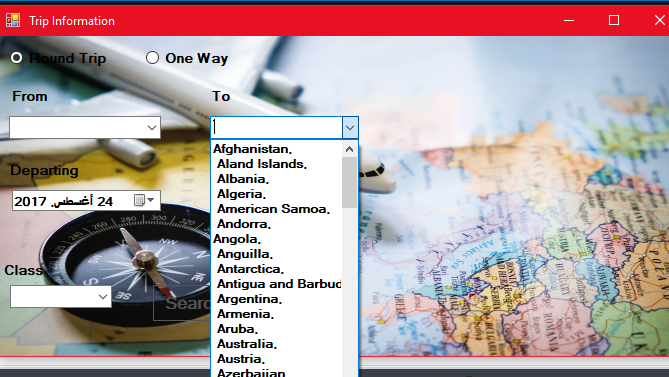 Trip Information
Round Trip
One Way
From
To
Afghanistan.
Aland Islands.
Albania.
Algeria.
American Samoa.
Andorra.
Angola.
Anguilla.
Antarctica.
Antigua and Barbud
Argentina.
Armenia.
Aruba.
Australia.
Austria.
Azerbaijan
Departing
24 أغسطس, 2017
Class
Searc